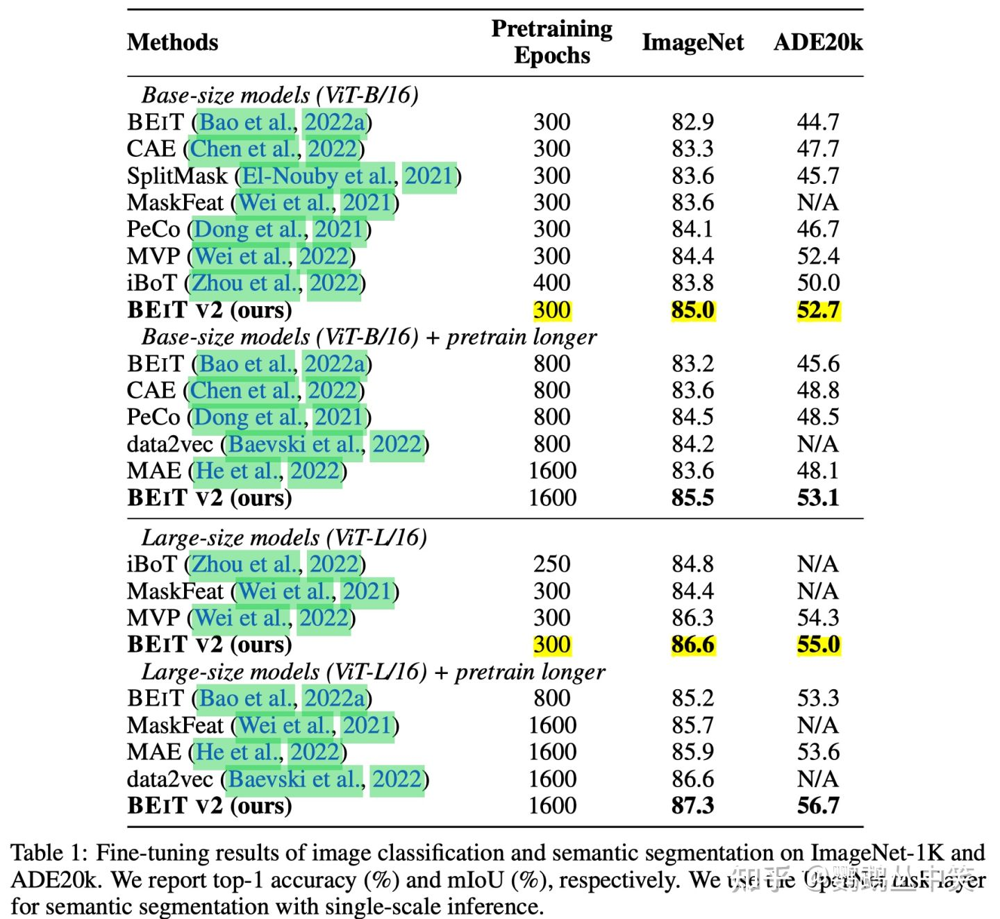 Methods Pretraining Epochs ImageNet ADE20k
Base-size models (ViT-B/16)
BEIT (Bao et al., 2022a) 300 82.9 44.7
CAE (Chen et al., 2022) 300 83.3 47.7
SplitMask (El-Nouby et al., 2021) 300 83.6 45.7
MaskFeat (Wei et al., 2021) 300 83.6 N/A
PeCo (Dong et al., 2021) 300 84.1 46.7
MVP (Wei et al., 2022) 300 84.4 52.4
iBoT (Zhou et al., 2022) 400 83.8 50.0
BEIT V2 (ours) 300 85.0 52.7
Base-size models (ViT-B/16) + pretrain longer
BEIT (Bao et al., 2022a) 800 83.2 45.6
CAE (Chen et al., 2022) 800 83.6 48.8
PeCo (Dong et al., 2021) 800 84.5 48.5
data2vec (Baevski et al., 2022) 800 84.2 N/A
MAE (He et al., 2022) 1600 83.6 48.1
BEIT V2 (ours) 1600 85.5 53.1
Large-size models (ViT-L/16)
iBoT (Zhou et al., 2022) 250 84.8 N/A
MaskFeat (Wei et al., 2021) 300 84.4 N/A
MVP (Wei et al., 2022) 300 86.3 54.3
BEIT V2 (ours) 300 86.6 55.0
Large-size models (ViT-L/16) + pretrain longer
BEIT (Bao et al., 2022a) 800 85.2 53.3
MaskFeat (Wei et al., 2021) 1600 85.7 N/A
MAE (He et al., 2022) 1600 85.9 53.6
data2vec (Baevski et al., 2022) 1600 86.6 N/A
BEIT V2 (ours) 1600 87.3 56.7
Table 1: Fine-tuning results of image classification and semantic segmentation on ImageNet-1K and
ADE20k. We report top-1 accuracy (%) and mIoU (%), respectively. We use the UperNet task layer
for semantic segmentation with single-scale inference.
知乎 @鹦鹉丛中笑